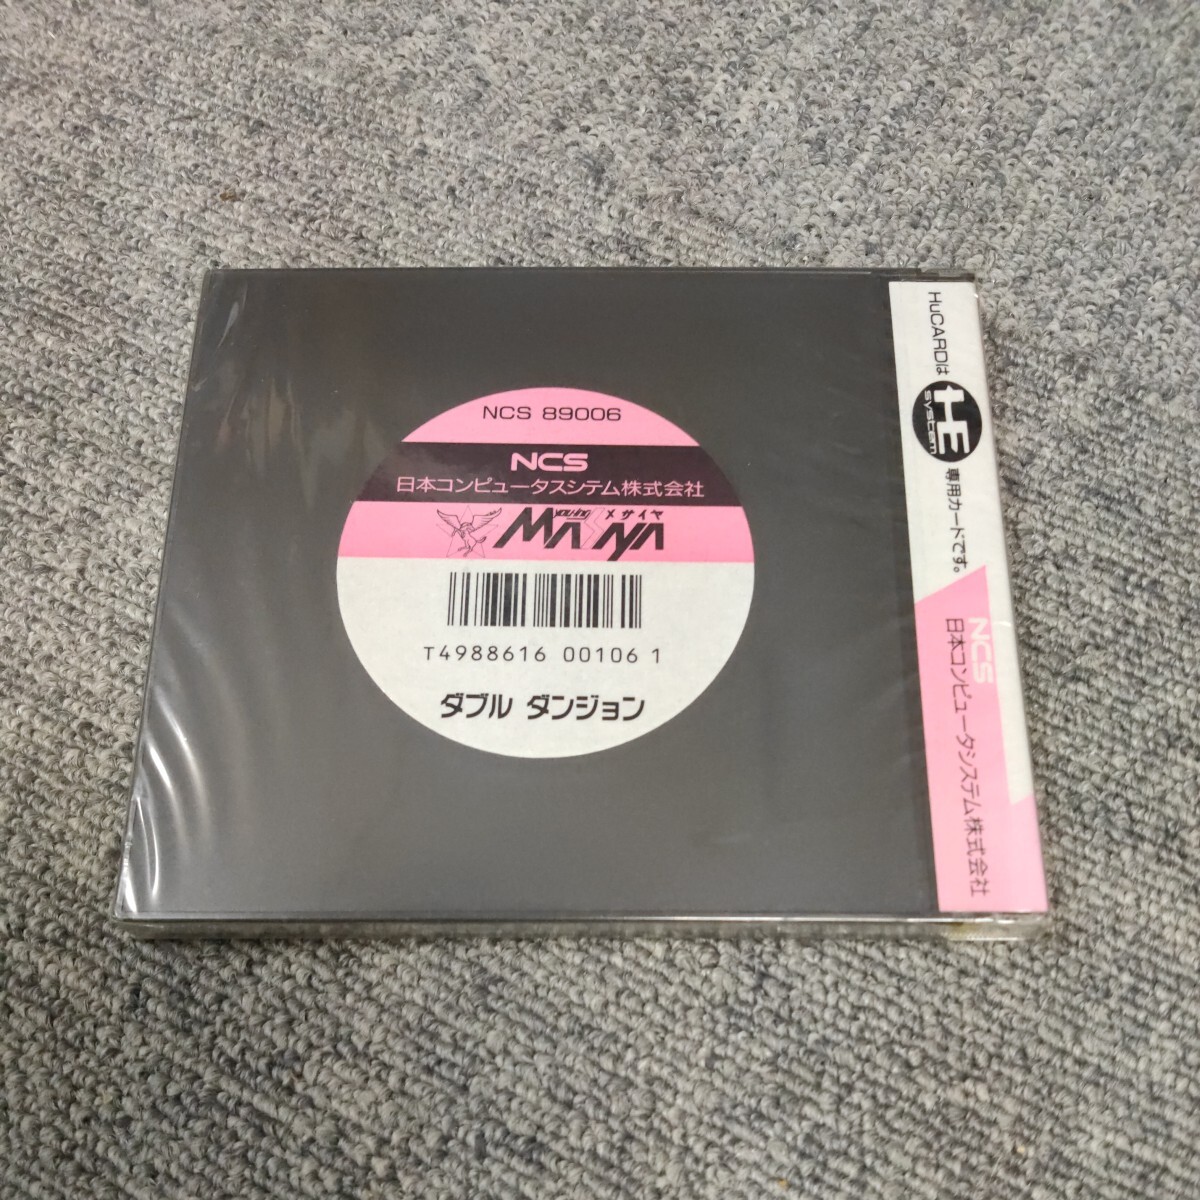 NCS 89006
NCS
日本コンピュータスシテム株式会社
メサイヤ
MASAYA
T4988616 00106 1
ダブル ダンジョン
HuCARDは HE system 専用カードです。
NCS
日本コンピュータシステム株式会社